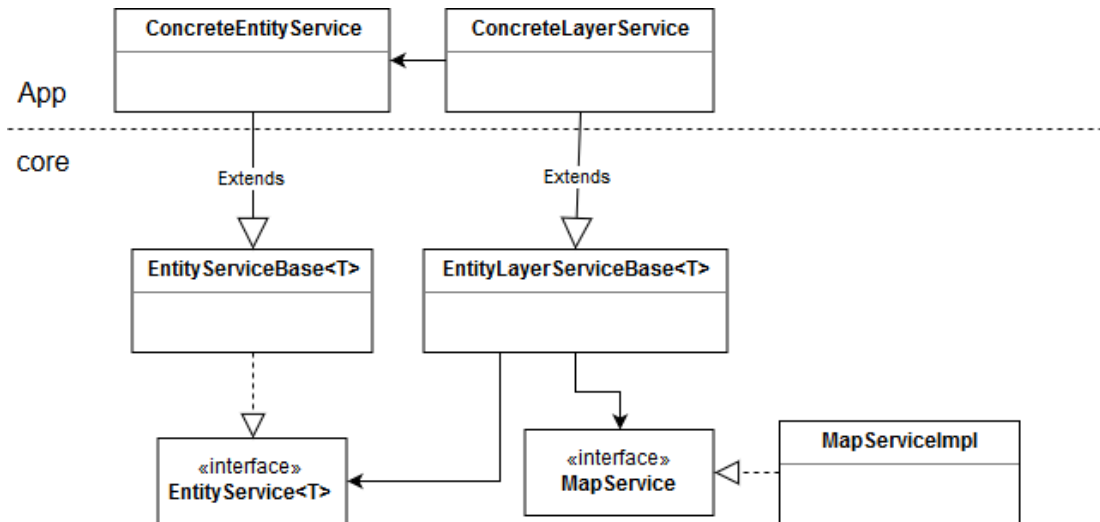 ConcreteEntityService
ConcreteLayerService
App
core
Extends
Extends
EntityServiceBase<T>
EntityLayerServiceBase<T>
«interface»
EntityService<T>
«interface»
MapService
MapServiceImpl